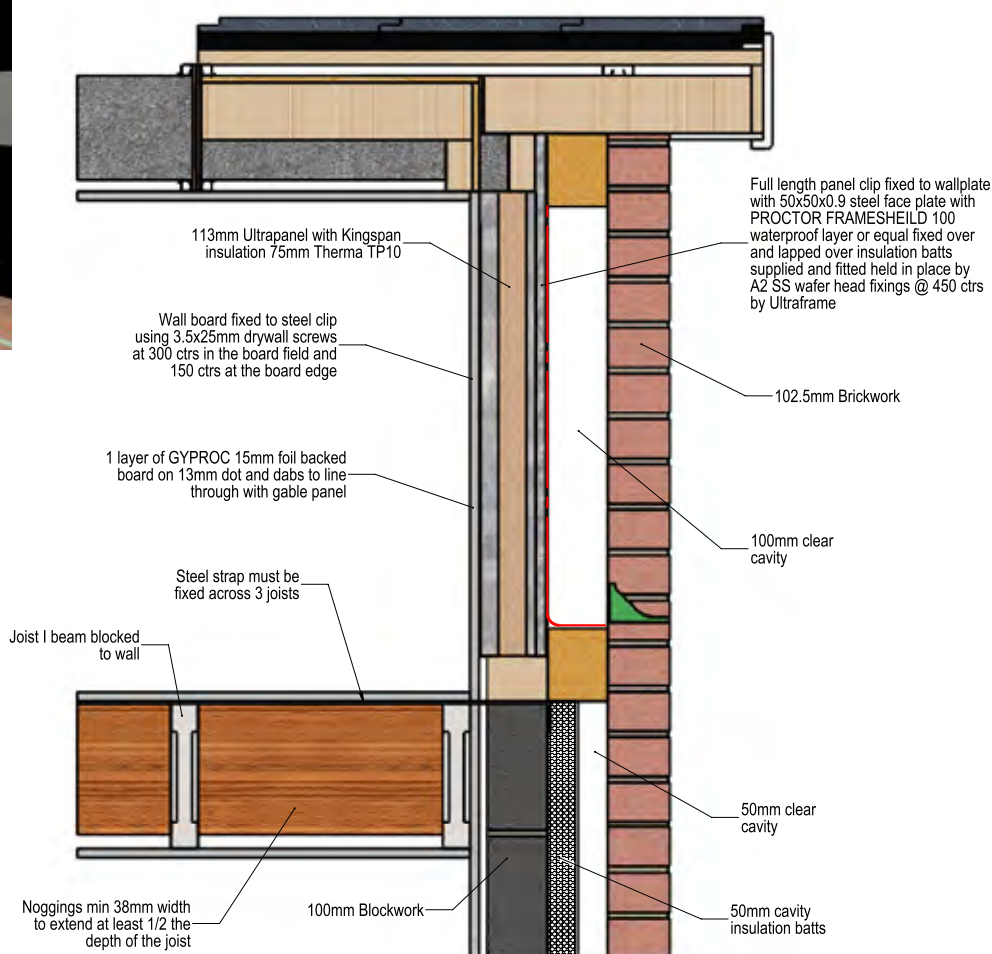 113mm Ultrapanel with Kingspan
insulation 75mm Therma TP10
Wall board fixed to steel clip
using 3.5x25mm drywall screws
at 300 ctrs in the board field and
150 ctrs at the board edge
1 layer of GYPROC 15mm foil backed
board on 13mm dot and dabs to line
through with gable panel
Steel strap must be
fixed across 3 joists
Joist I beam blocked
to wall
Noggings min 38mm width
to extend at least 1/2 the
depth of the joist
100mm Blockwork
Full length panel clip fixed to wallplate
with 50x50x0.9 steel face plate with
PROCTOR FRAMESHEILD 100
waterproof layer or equal fixed over
and lapped over insulation batts
supplied and fitted held in place by
A2 SS wafer head fixings @ 450 ctrs
by Ultraframe
102.5mm Brickwork
100mm clear
cavity
50mm clear
cavity
50mm cavity
insulation batts